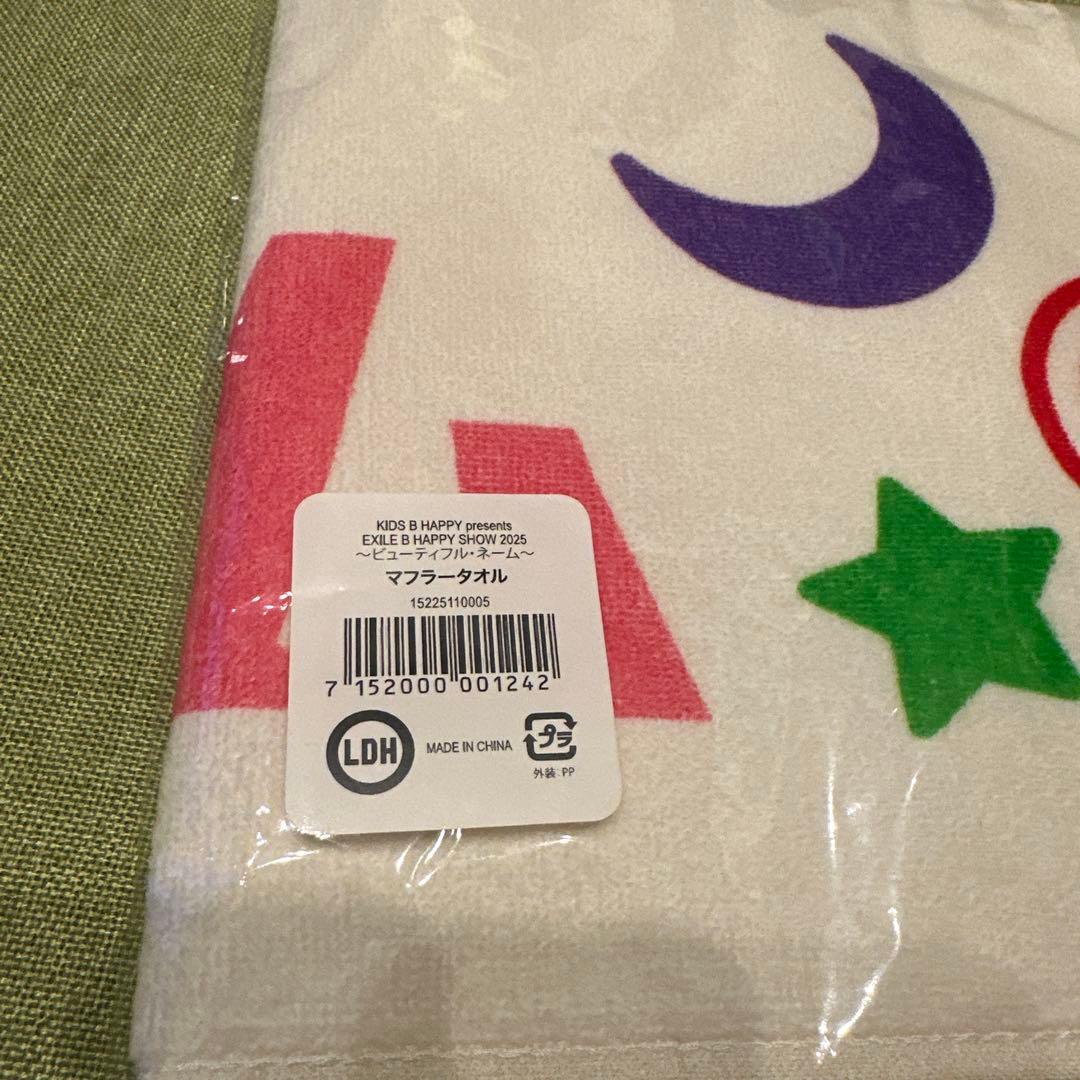 KIDS B HAPPY presents
EXILE B HAPPY SHOW 2025
～ビューティフル・ネーム～
マフラータオル
15225110005
7 152000 001242
LDH
MADE IN CHINA
プラ
外装 PP